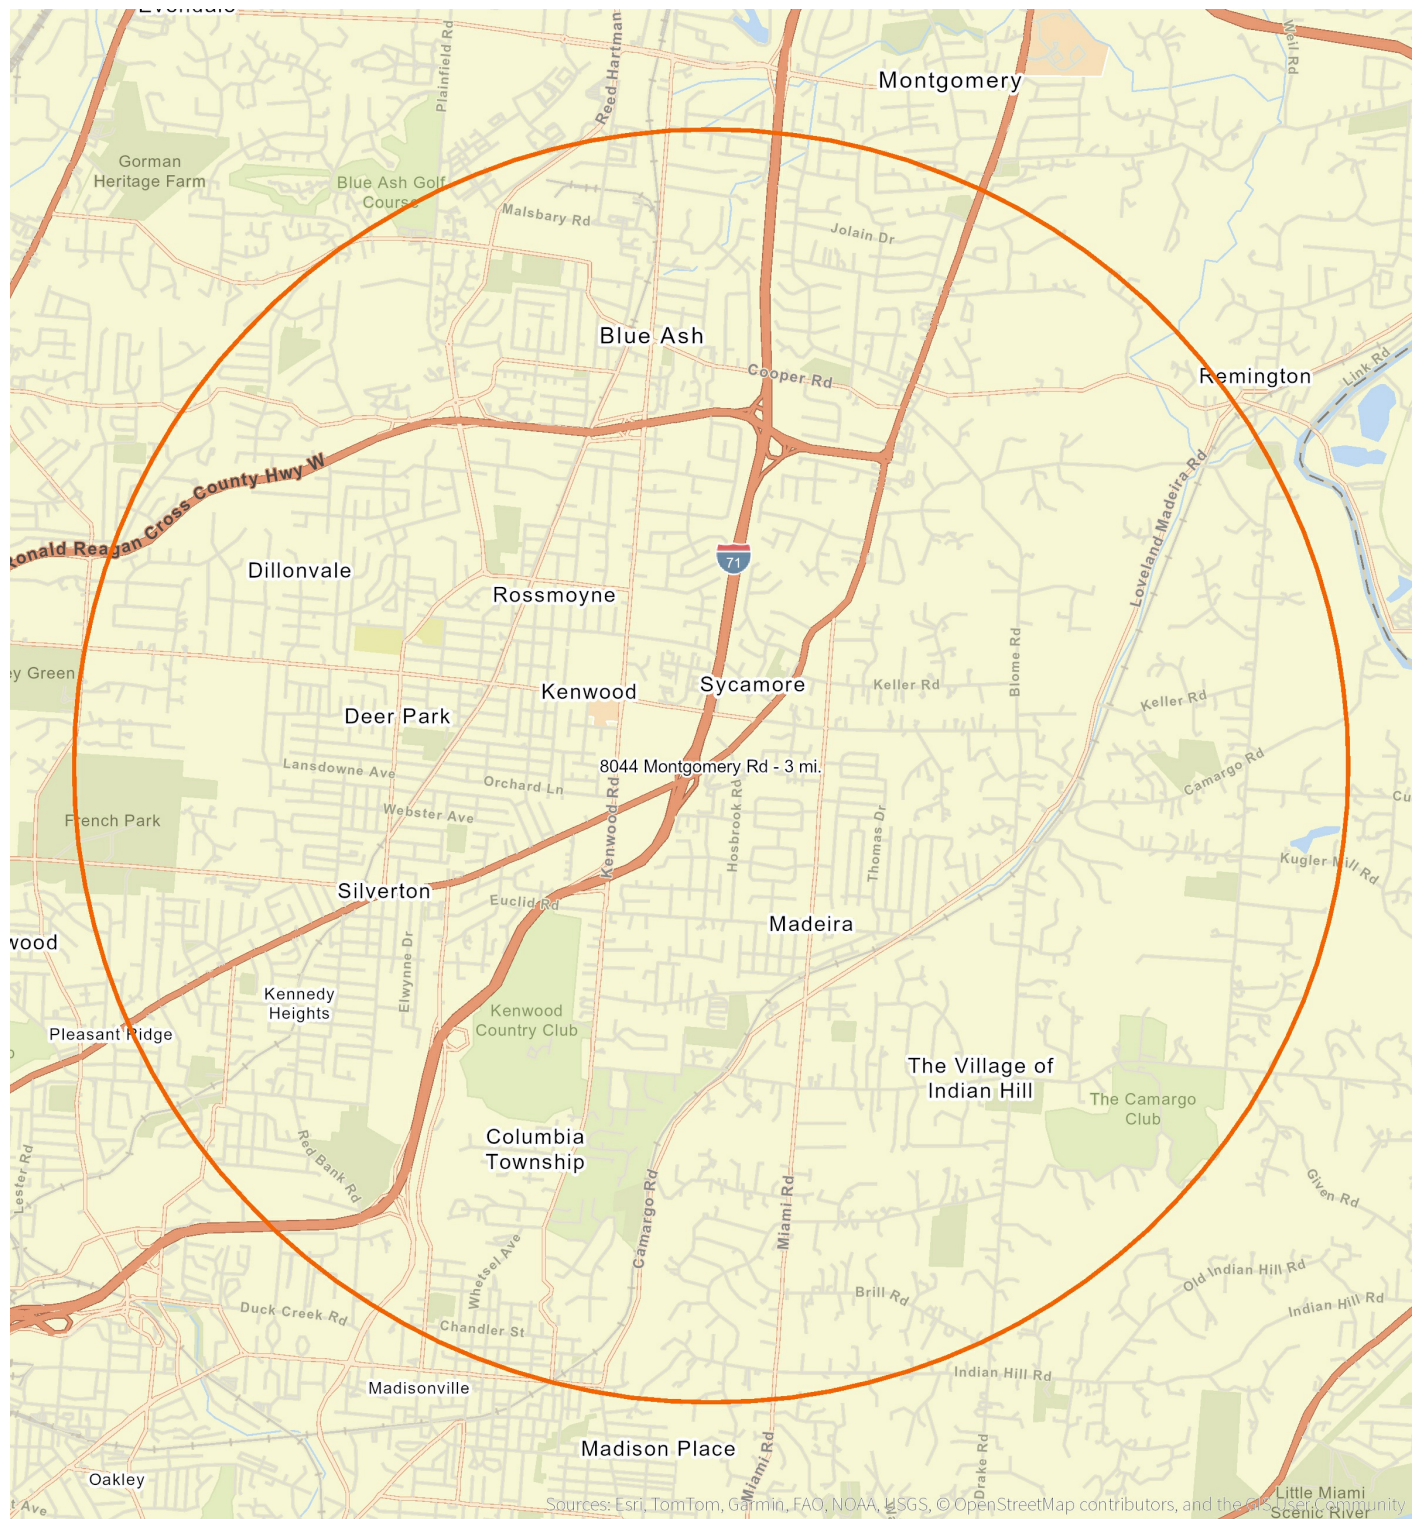 Montgomery
Weil Rd
Plainfield Rd
Reed Hartman
Gorman
Heritage Farm
Blue Ash Golf
Course
Malsbary Rd
Jolain Dr
Blue Ash
Cooper Rd
Remington
Link Rd
Ronald Reagan Cross County Hwy W
Loveland Madeira Rd
71
Dillonvale
Rossmoyne
ey Green
Kenwood
Sycamore
Keller Rd
Blome Rd
Keller Rd
Deer Park
8044 Montgomery Rd - 3 mi.
Lansdowne Ave
Orchard Ln
Camargo Rd
Cu
French Park
Webster Ave
Kenwood Rd
Hosbrook Rd
Thomas Dr
Kugler Mill Rd
Silverton
Euclid Rd
Madeira
wood
Elwynne Dr
Kennedy
Heights
Kenwood
Country Club
Pleasant Ridge
The Village of
Indian Hill
The Camargo
Club
Columbia
Township
Red Bank Rd
Lester Rd
Camargo Rd
Miami Rd
Given Rd
Whetsel Ave
Old Indian Hill Rd
Brill Rd
Indian Hill Rd
Duck Creek Rd
Chandler St
Indian Hill Rd
Madisonville
Madison Place
Miami Rd
Drake Rd
Oakley
t Ave
Little Miami
Scenic River
Sources: Esri, TomTom, Garmin, FAO, NOAA, USGS, © OpenStreetMap contributors, and the GIS User Community